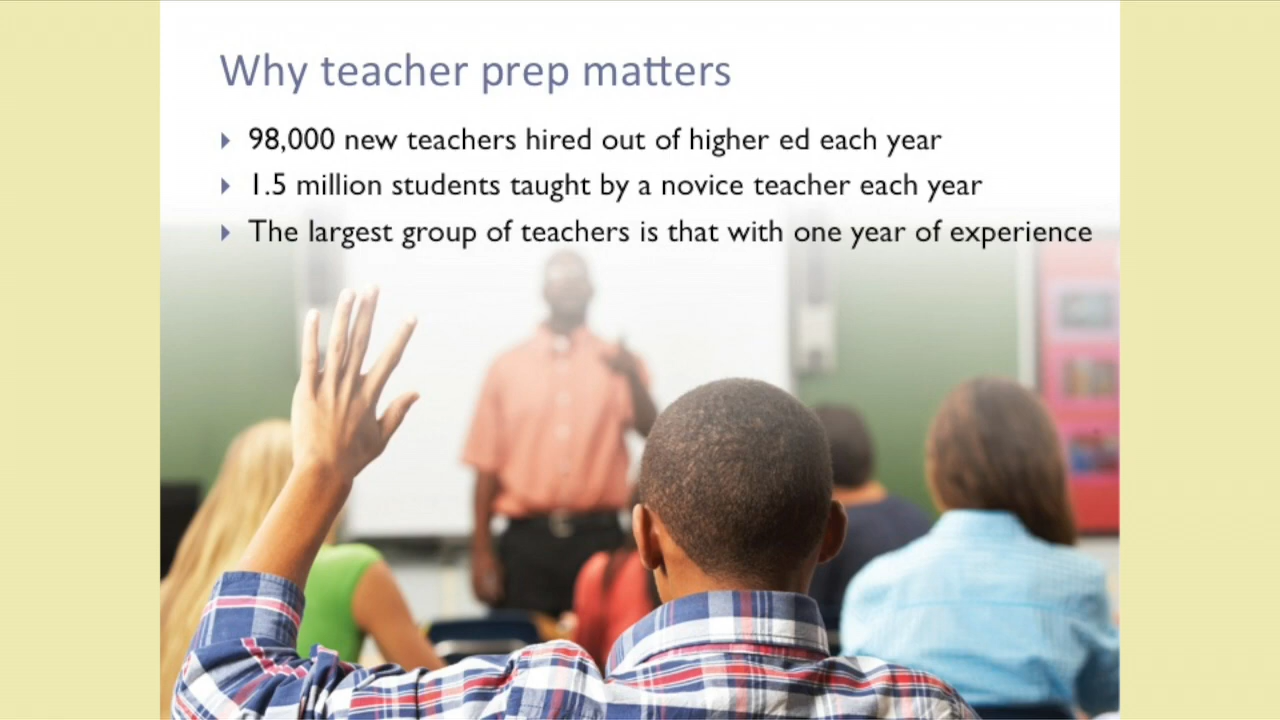 Why teacher prep matters
98,000 new teachers hired out of higher ed each year
1.5 million students taught by a novice teacher each year
The largest group of teachers is that with one year of experience